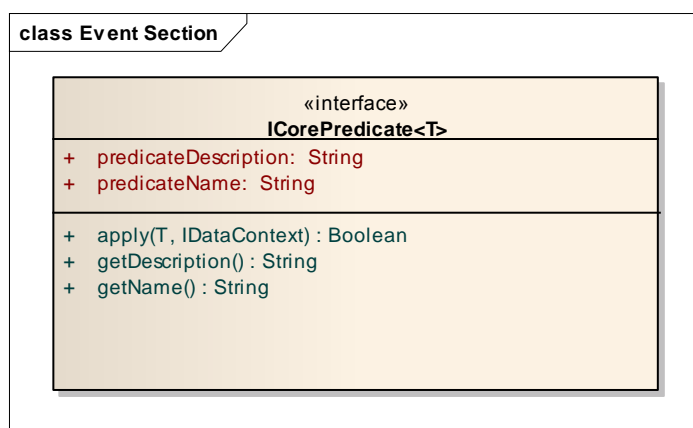 class Event Section
«interface»
ICorePredicate<T>
+ predicateDescription: String
+ predicateName: String
+ apply(T, IDataContext) : Boolean
+ getDescription() : String
+ getName() : String